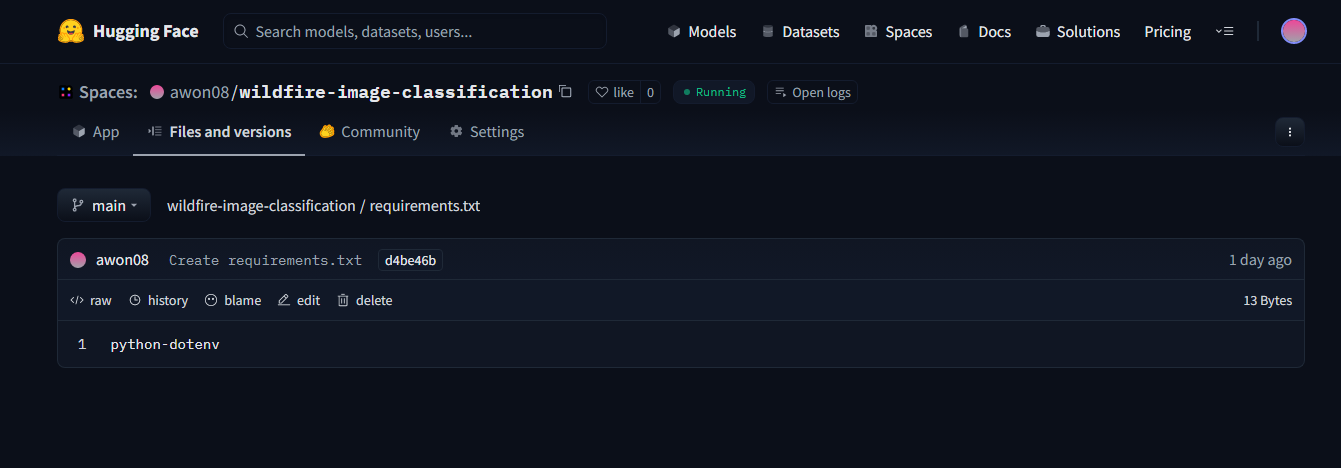 Hugging Face
Search models, datasets, users...
Models
Datasets
Spaces
Docs
Solutions
Pricing
Spaces:
awon08/wildfire-image-classification
like
0
Running
Open logs
App
Files and versions
Community
Settings
main
wildfire-image-classification / requirements.txt
awon08
Create requirements.txt
d4be46b
1 day ago
raw
history
blame
edit
delete
13 Bytes
1 python-dotenv